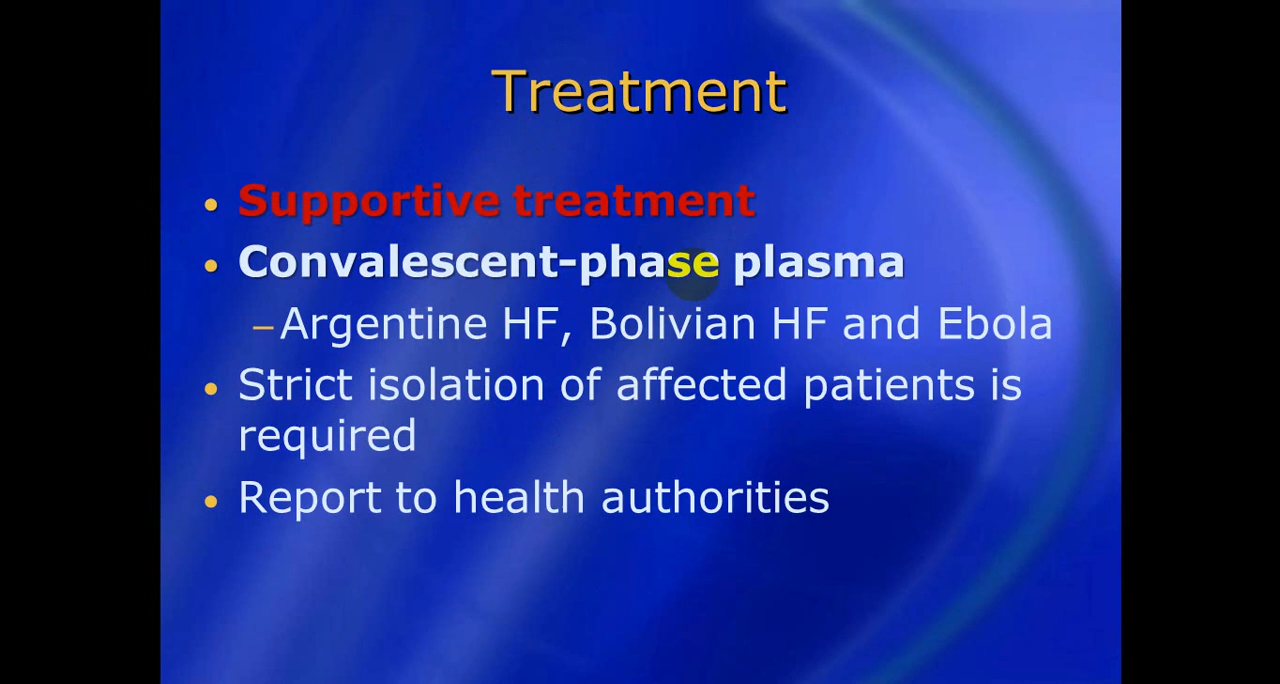 Treatment
• Supportive treatment
• Convalescent-phase plasma
–Argentine HF, Bolivian HF and Ebola
• Strict isolation of affected patients is
required
• Report to health authorities